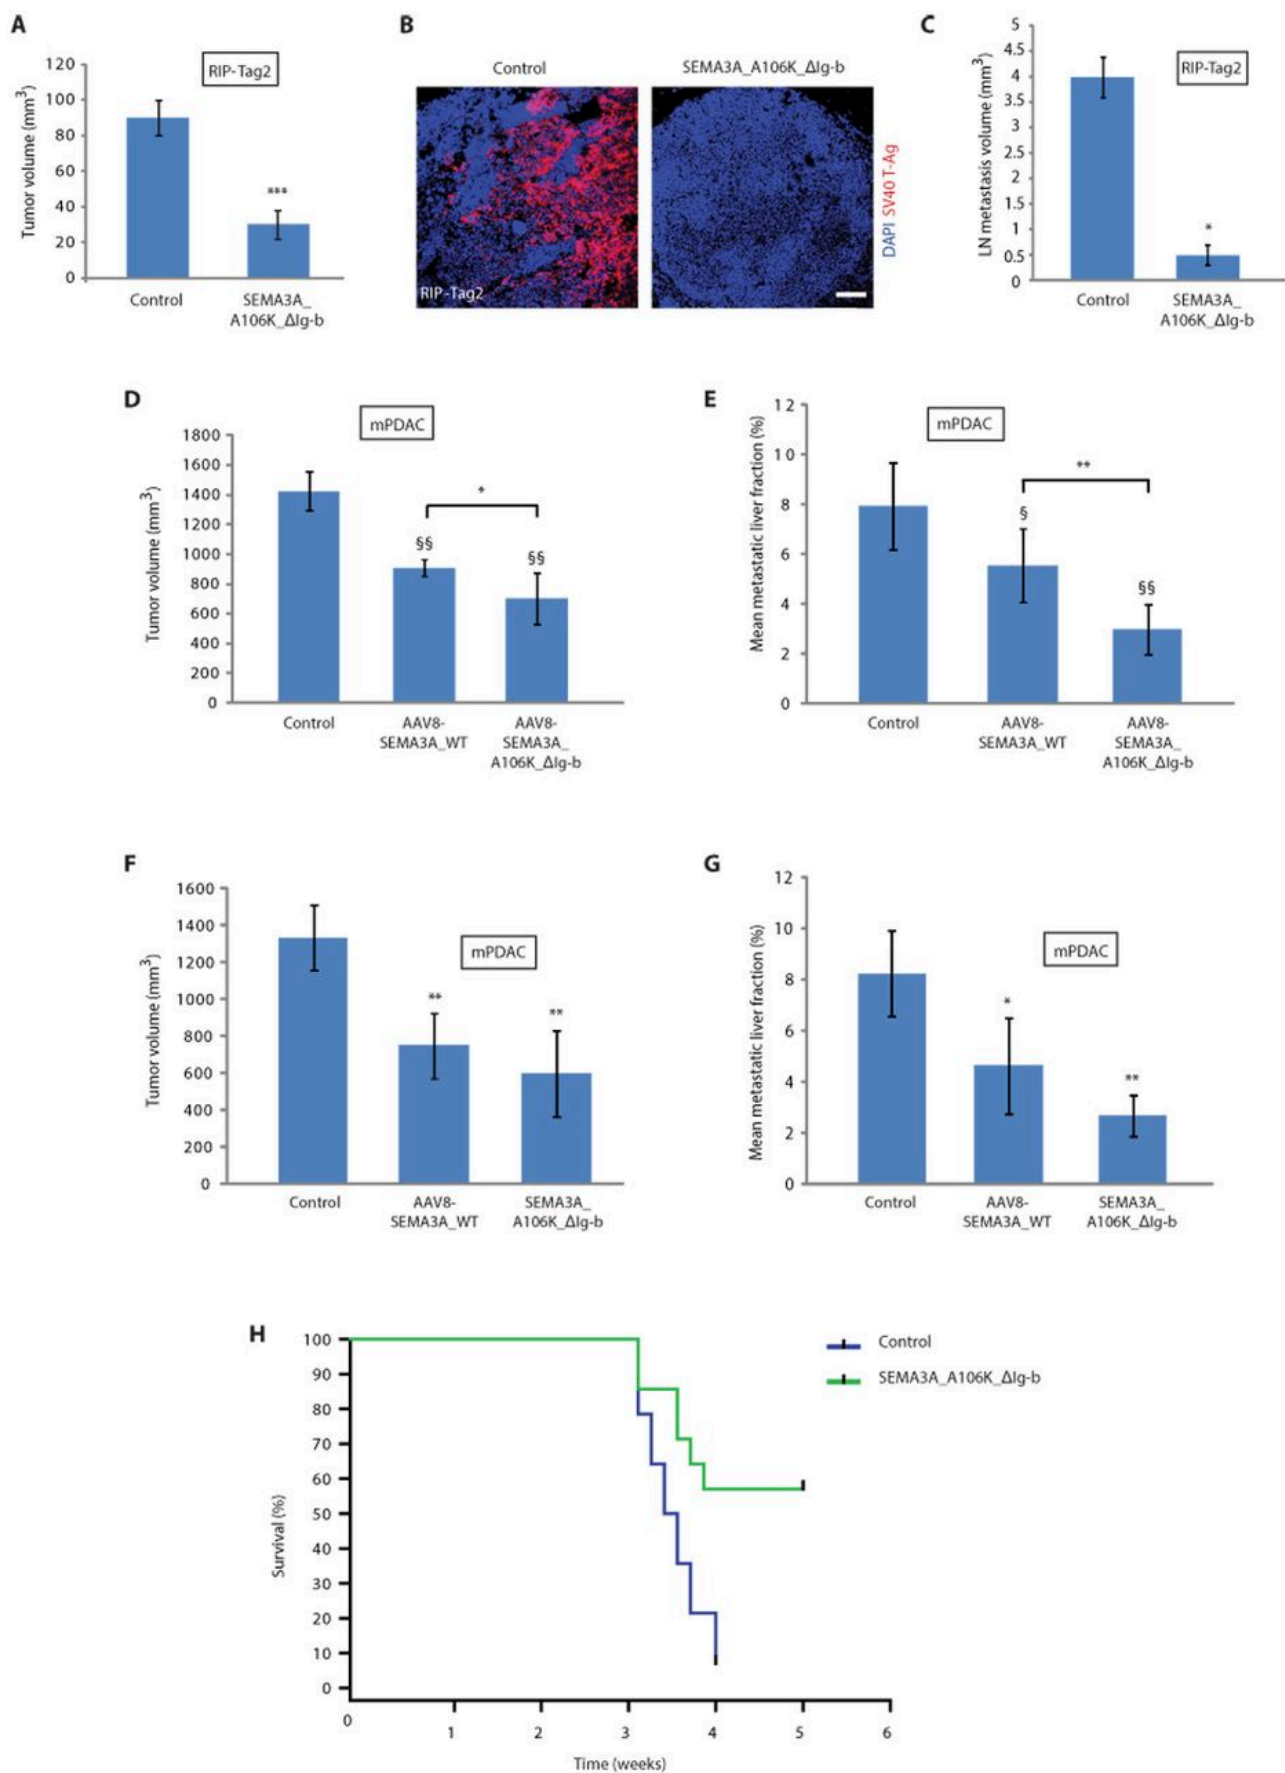 A
RIP-Tag2
Tumor volume (mm³)
120
100
80
60
40
20
0
***
Control
SEMA3A_
A106K_ΔIg-b
B
Control
SEMA3A_A106K_ΔIg-b
RIP-Tag2
DAPI SV40 T-Ag
C
RIP-Tag2
LN metastasis volume (mm³)
5
4.5
4
3.5
3
2.5
2
1.5
1
0.5
0
*
Control
SEMA3A_
A106K_ΔIg-b
D
mPDAC
Tumor volume (mm³)
1800
1600
1400
1200
1000
800
600
400
200
0
*
§§
§§
Control
AAV8-
SEMA3A_WT
AAV8-
SEMA3A_
A106K_ΔIg-b
E
mPDAC
Mean metastatic liver fraction (%)
12
10
8
6
4
2
0
**
§
§§
Control
AAV8-
SEMA3A_WT
AAV8-
SEMA3A_
A106K_ΔIg-b
F
mPDAC
Tumor volume (mm³)
1600
1400
1200
1000
800
600
400
200
0
**
**
Control
AAV8-
SEMA3A_WT
SEMA3A_
A106K_ΔIg-b
G
mPDAC
Mean metastatic liver fraction (%)
12
10
8
6
4
2
0
*
**
Control
AAV8-
SEMA3A_WT
SEMA3A_
A106K_ΔIg-b
H
Survival (%)
100
90
80
70
60
50
40
30
20
10
0
0 1 2 3 4 5 6
Time (weeks)
Control
SEMA3A_A106K_ΔIg-b